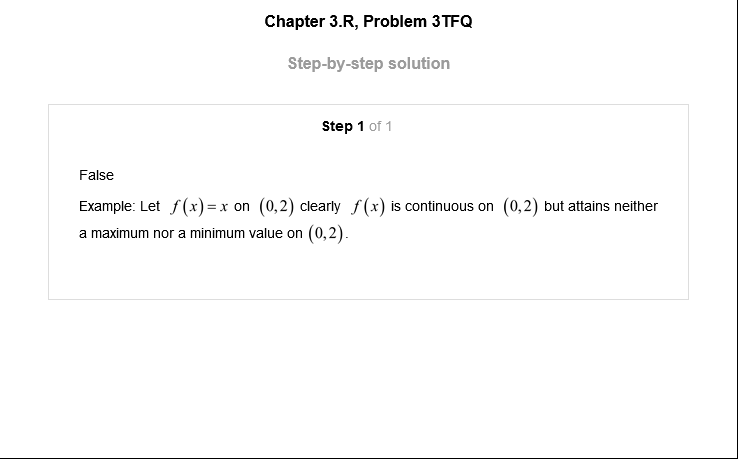 Chapter 3.R, Problem 3TFQ
Step-by-step solution
Step 1 of 1
False
Example: Let f(x)=x on (0,2) clearly f(x) is continuous on (0,2) but attains neither
a maximum nor a minimum value on (0,2).